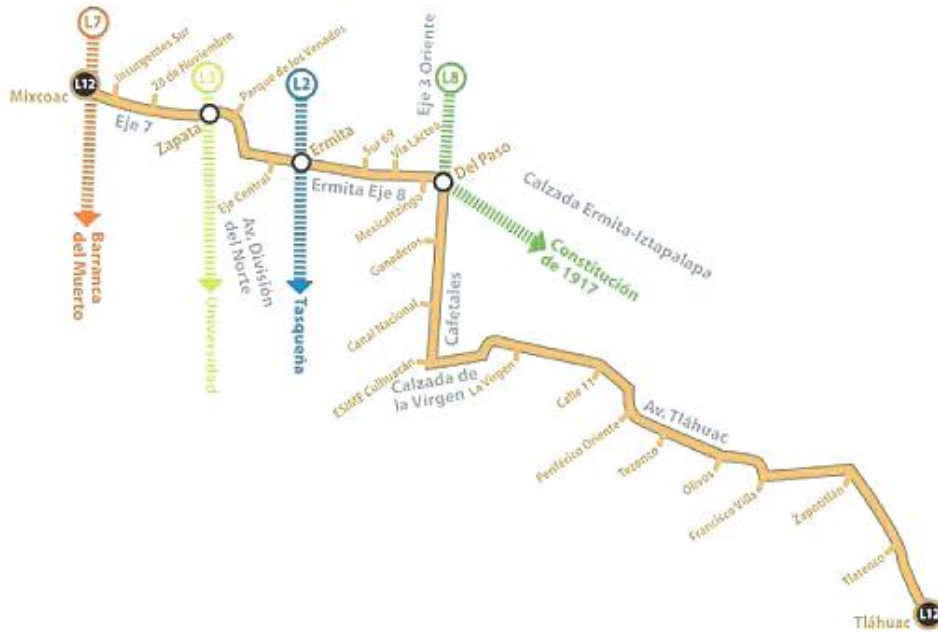 L7
L12
Mixcoac
Insurgentes Sur
20 de Noviembre
Eje 7
L3
Zapata
Parque de los Venados
L2
Ermita
Eje Central
Ermita Eje 8
Sur 69
Vía Láctea
Eje 3 Oriente
L8
Del Paso
Mexicaltzingo
Calzada Ermita-Iztapalapa
Barranca
del Muerto
Universidad
Av. División
del Norte
Tasqueña
Constitución
de 1917
Ganaderos
Cafetales
Canal Nacional
ESIME Culhuacán
Calzada de
la Virgen
La Virgen
Calle 11
Av. Tláhuac
Periférico Oriente
Tezonco
Olivos
Francisco Villa
Zapotitlán
Tlatenco
L12
Tláhuac